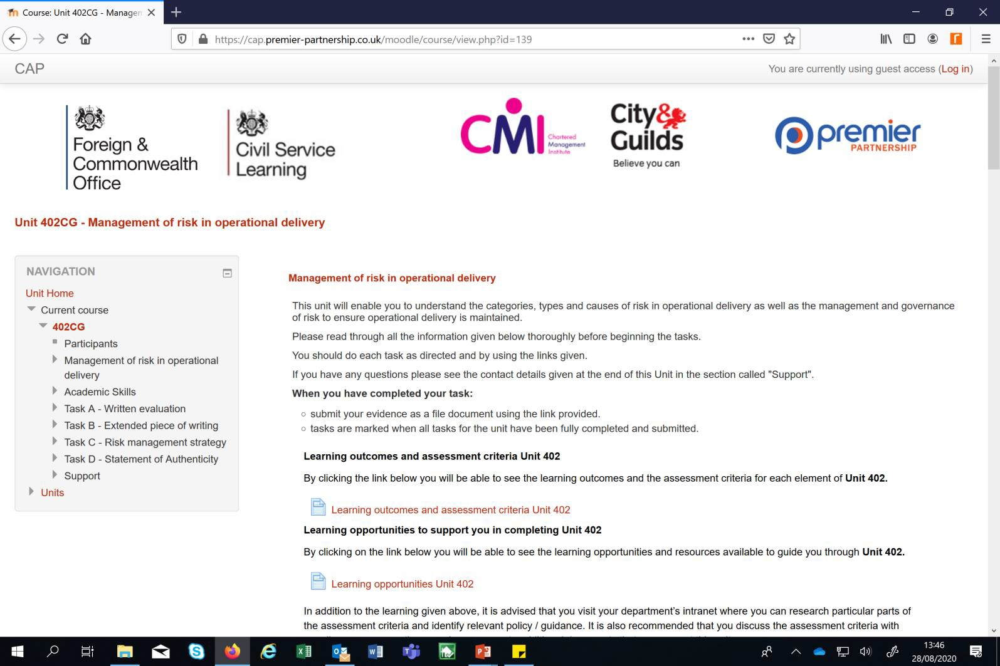 Course: Unit 402CG - Managen
https://cap.premier-partnership.co.uk/moodle/course/view.php?id=139
CAP
You are currently using guest access (Log in)
Foreign &
Commonwealth
Office
Civil Service
Learning
CMI
Chartered
Management
Institute
City&
Guilds
Believe you can
premier
PARTNERSHIP
Unit 402CG - Management of risk in operational delivery
NAVIGATION
Unit Home
Current course
402CG
Participants
Management of risk in operational
delivery
Academic Skills
Task A - Written evaluation
Task B - Extended piece of writing
Task C - Risk management strategy
Task D - Statement of Authenticity
Support
Units
Management of risk in operational delivery
This unit will enable you to understand the categories, types and causes of risk in operational delivery as well as the management and governance
of risk to ensure operational delivery is maintained.
Please read through all the information given below thoroughly before beginning the tasks.
You should do each task as directed and by using the links given.
If you have any questions please see the contact details given at the end of this Unit in the section called "Support".
When you have completed your task:
submit your evidence as a file document using the link provided.
tasks are marked when all tasks for the unit have been fully completed and submitted.
Learning outcomes and assessment criteria Unit 402
By clicking the link below you will be able to see the learning outcomes and the assessment criteria for each element of Unit 402.
Learning outcomes and assessment criteria Unit 402
Learning opportunities to support you in completing Unit 402
By clicking on the link below you will be able to see the learning opportunities and resources available to guide you through Unit 402.
Learning opportunities Unit 402
In addition to the learning given above, it is advised that you visit your department's intranet where you can research particular parts of
the assessment criteria and identify relevant policy / guidance. It is also recommended that you discuss the assessment criteria with
13:46
28/08/2020